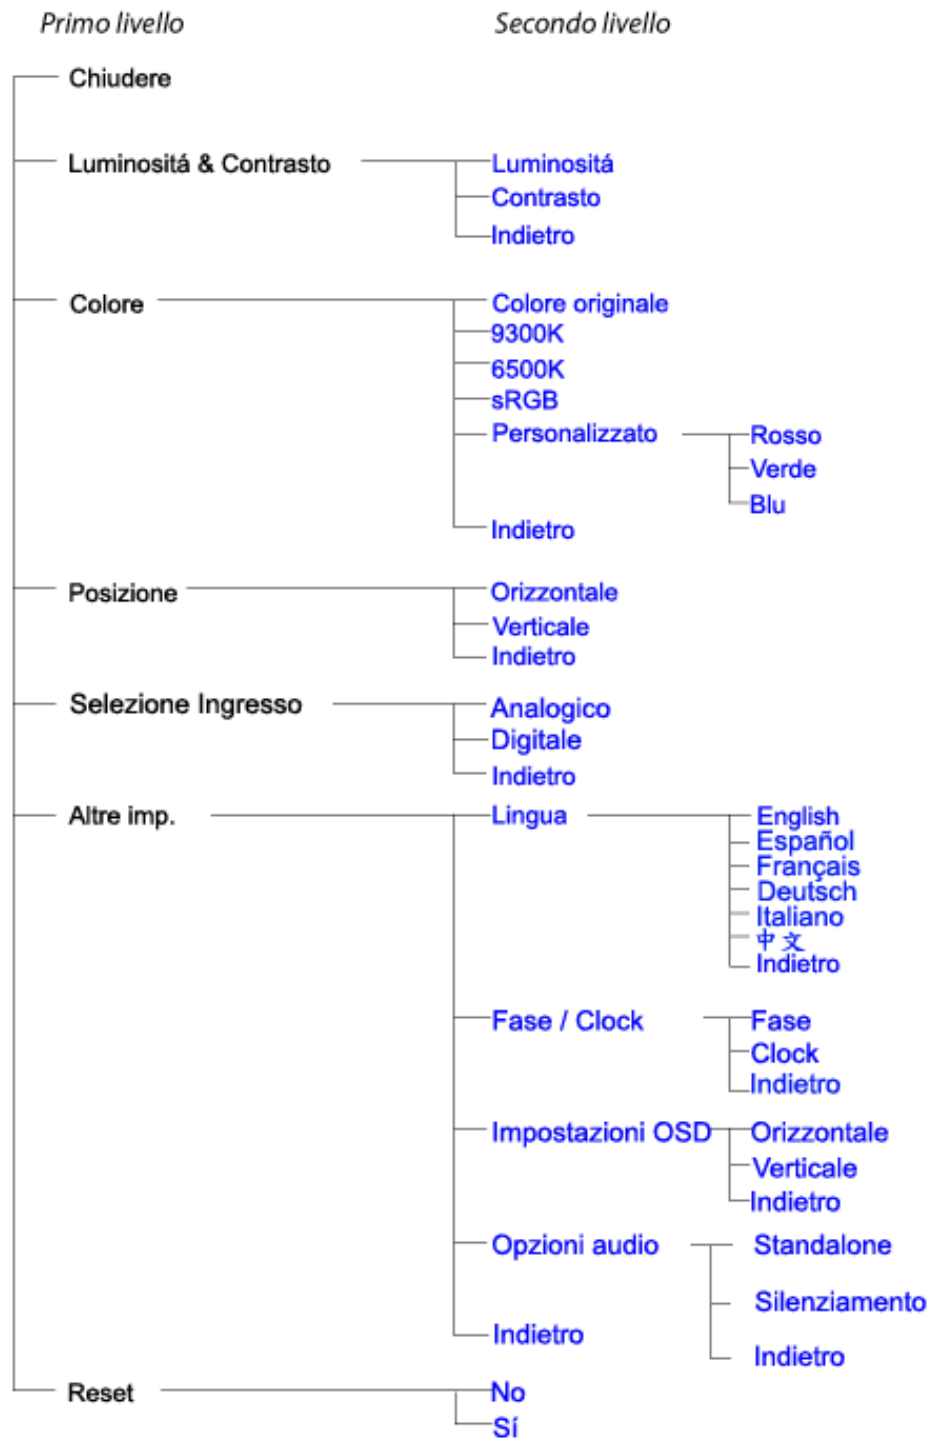 Primo livello Secondo livello
Chiudere
Luminositá & Contrasto Luminositá
Contrasto
Indietro
Colore Colore originale
9300K
6500K
sRGB
Personalizzato Rosso
Verde
Blu
Indietro
Posizione Orizzontale
Verticale
Indietro
Selezione Ingresso Analogico
Digitale
Indietro
Altre imp. Lingua English
Español
Français
Deutsch
Italiano
中文
Indietro
Fase / Clock Fase
Clock
Indietro
Impostazioni OSD Orizzontale
Verticale
Indietro
Opzioni audio Standalone
Silenziamento
Indietro Indietro
Reset No
Sí